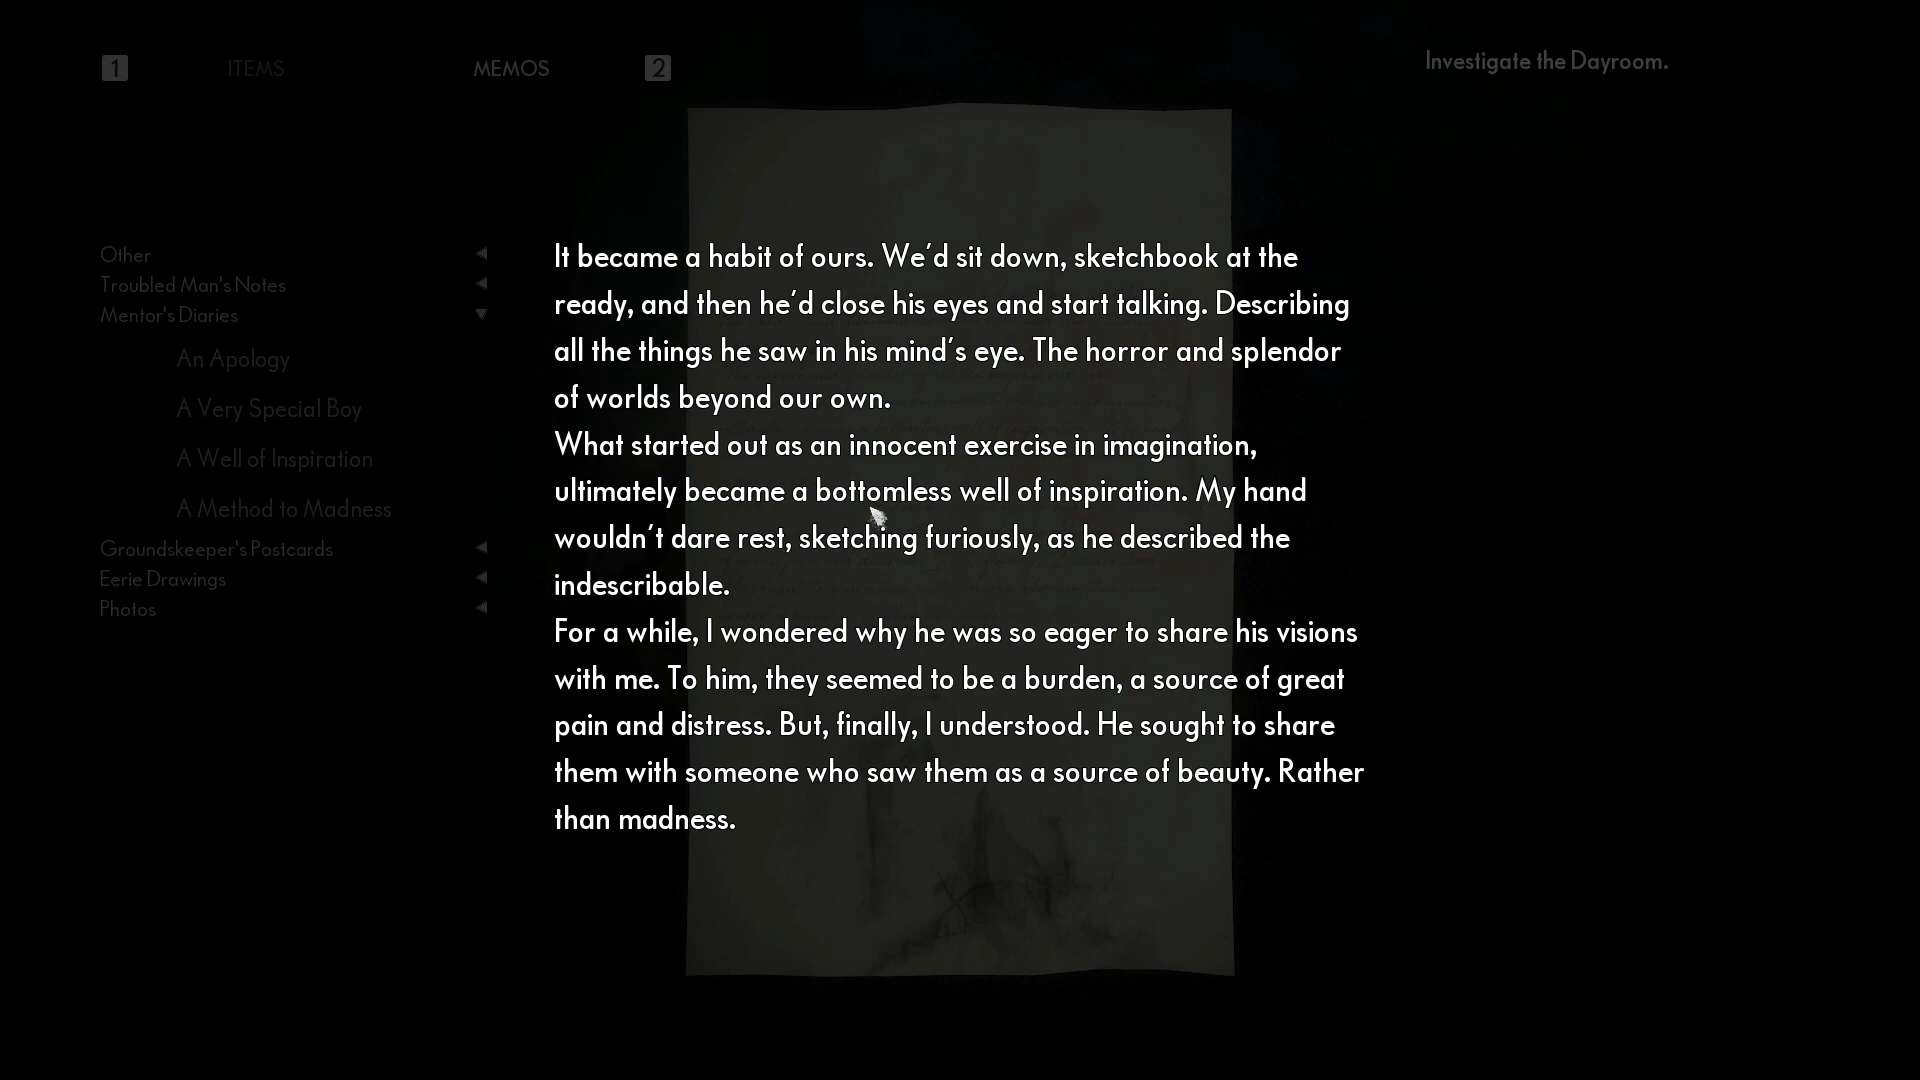 1 ITEMS MEMOS 2
Investigate the Dayroom.
Other
Troubled Man's Notes
Mentor's Diaries
An Apology
A Very Special Boy
A Well of Inspiration
A Method to Madness
Groundskeeper's Postcards
Eerie Drawings
Photos
It became a habit of ours. We'd sit down, sketchbook at the
ready, and then he'd close his eyes and start talking. Describing
all the things he saw in his mind's eye. The horror and splendor
of worlds beyond our own.
What started out as an innocent exercise in imagination,
ultimately became a bottomless well of inspiration. My hand
wouldn't dare rest, sketching furiously, as he described the
indescribable.
For a while, I wondered why he was so eager to share his visions
with me. To him, they seemed to be a burden, a source of great
pain and distress. But, finally, I understood. He sought to share
them with someone who saw them as a source of beauty. Rather
than madness.